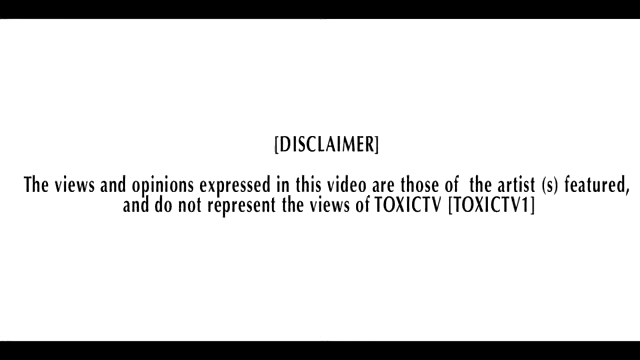 [DISCLAIMER]
The views and opinions expressed in this video are those of  the artist (s) featured,
and do not represent the views of TOXICTV [TOXICTV1]